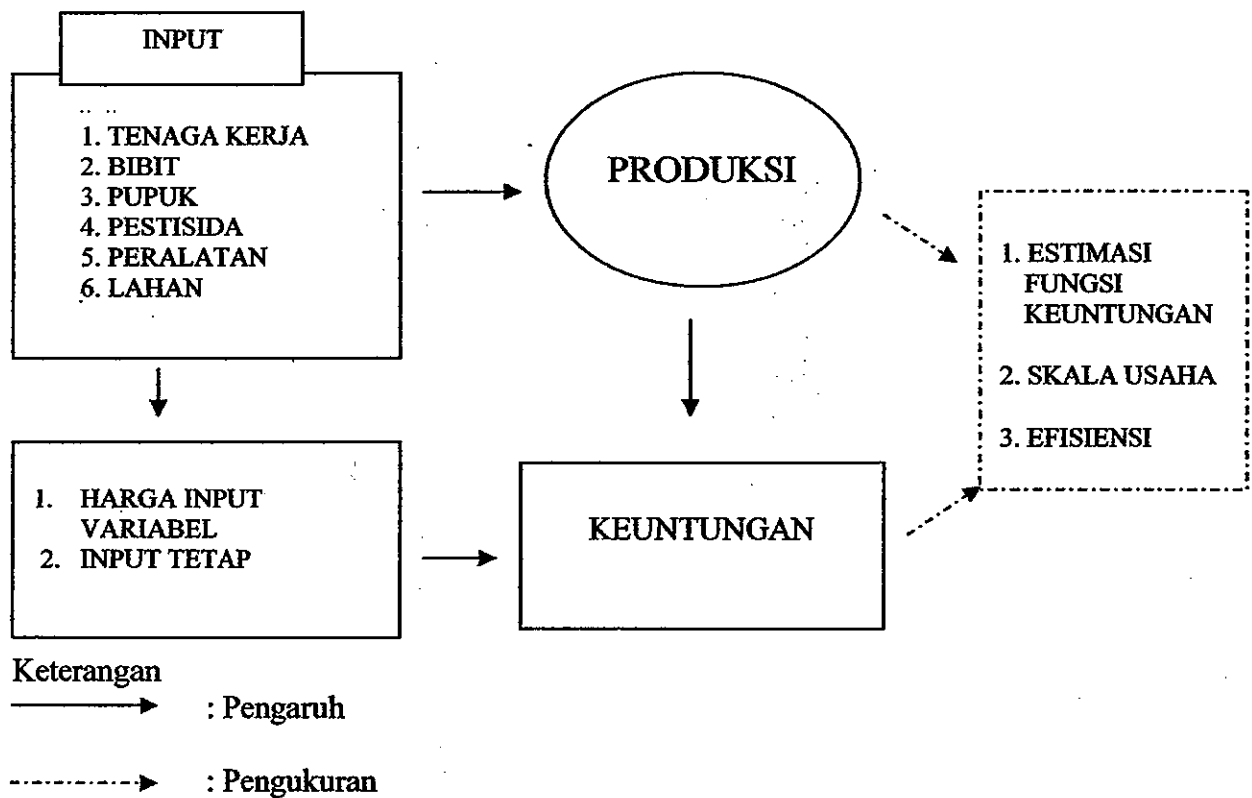 INPUT
1. TENAGA KERJA
2. BIBIT
3. PUPUK
4. PESTISIDA
5. PERALATAN
6. LAHAN
PRODUKSI
1. ESTIMASI
FUNGSI
KEUNTUNGAN
2. SKALA USAHA
3. EFISIENSI
1. HARGA INPUT
VARIABEL
2. INPUT TETAP
KEUNTUNGAN
Keterangan
: Pengaruh
: Pengukuran